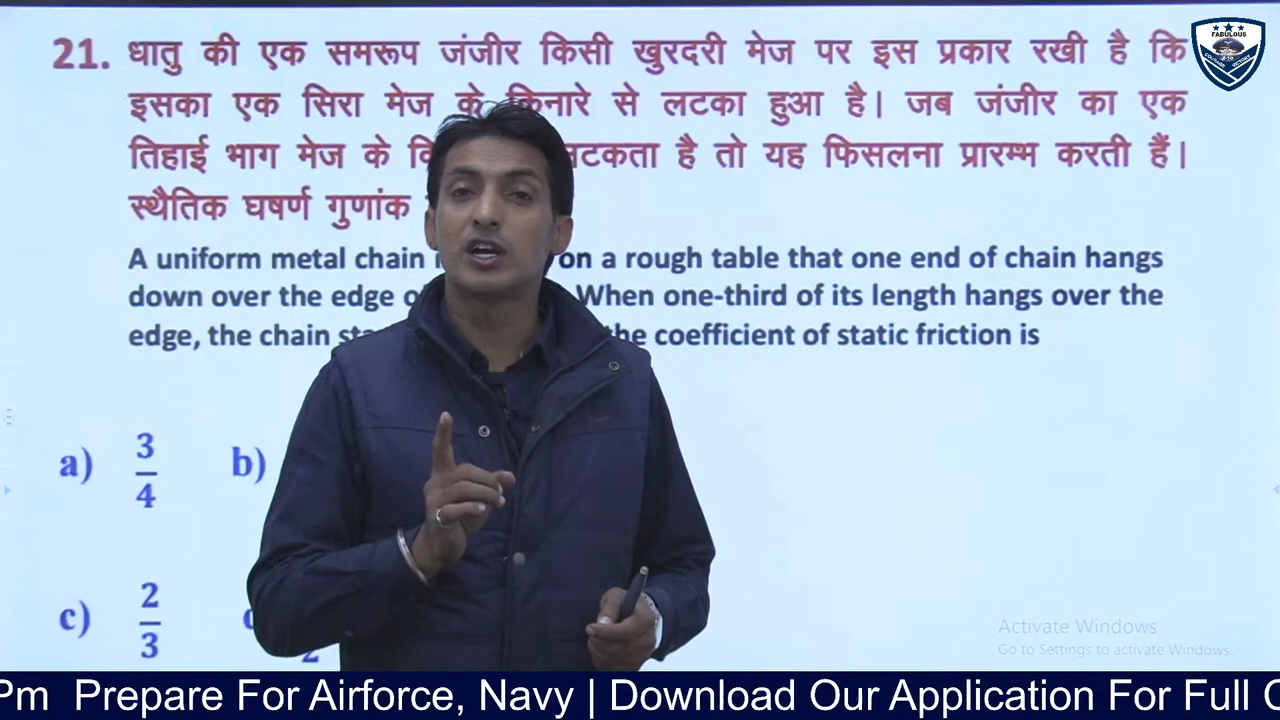 FABULOUS
21. धातु की एक समरूप जंजीर किसी खुरदरी मेज पर इस प्रकार रखी है कि
इसका एक सिरा मेज के किनारे से लटका हुआ है। जब जंजीर का एक
तिहाई भाग मेज के लटकता है तो यह फिसलना प्रारम्भ करती हैं।
स्थैतिक घषर्ण गुणांक
A uniform metal chain on a rough table that one end of chain hangs
down over the edge When one-third of its length hangs over the
edge, the chain the coefficient of static friction is
a) 3/4 b)
c) 2/3
2
Activate Windows
Go to Settings to activate Windows.
Pm Prepare For Airforce, Navy | Download Our Application For Full